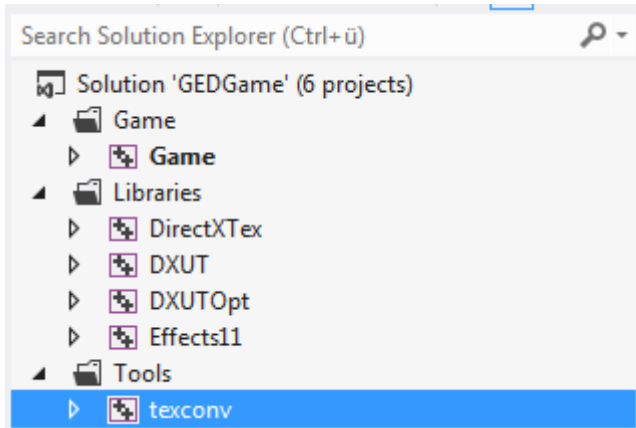 Search Solution Explorer (Ctrl+ü)
Solution 'GEDGame' (6 projects)
Game
Game
Libraries
DirectXTex
DXUT
DXUTOpt
Effects11
Tools
texconv